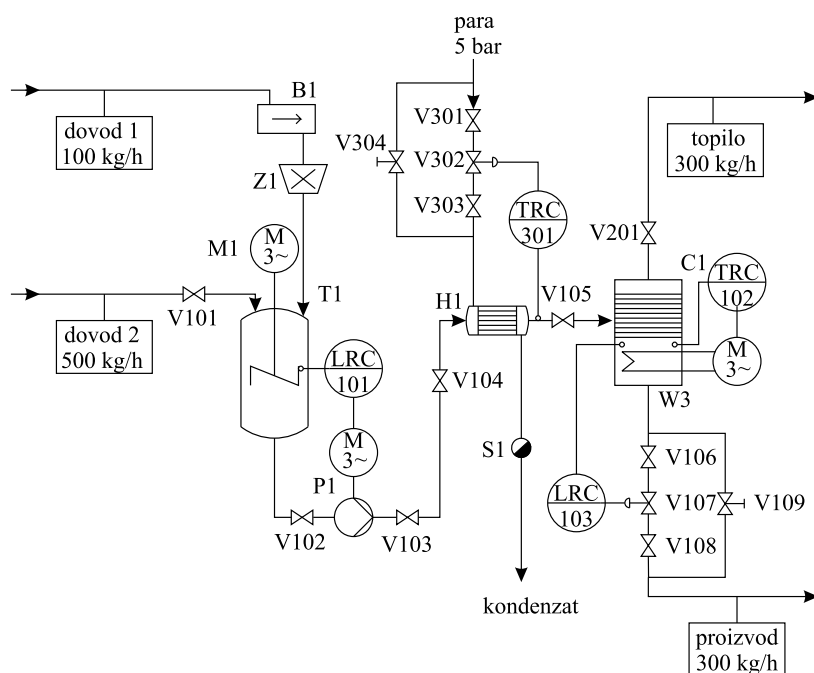 para
5 bar
B1
dovod 1
100 kg/h
V301
V304
V302
topilo
300 kg/h
Z1
V303
TRC
301
V201
M1
M
3~
T1
H1
V105
C1
TRC
102
V101
dovod 2
500 kg/h
LRC
101
V104
M
3~
W3
M
3~
S1
V106
P1
LRC
103
V107
V109
V102
V103
V108
kondenzat
proizvod
300 kg/h